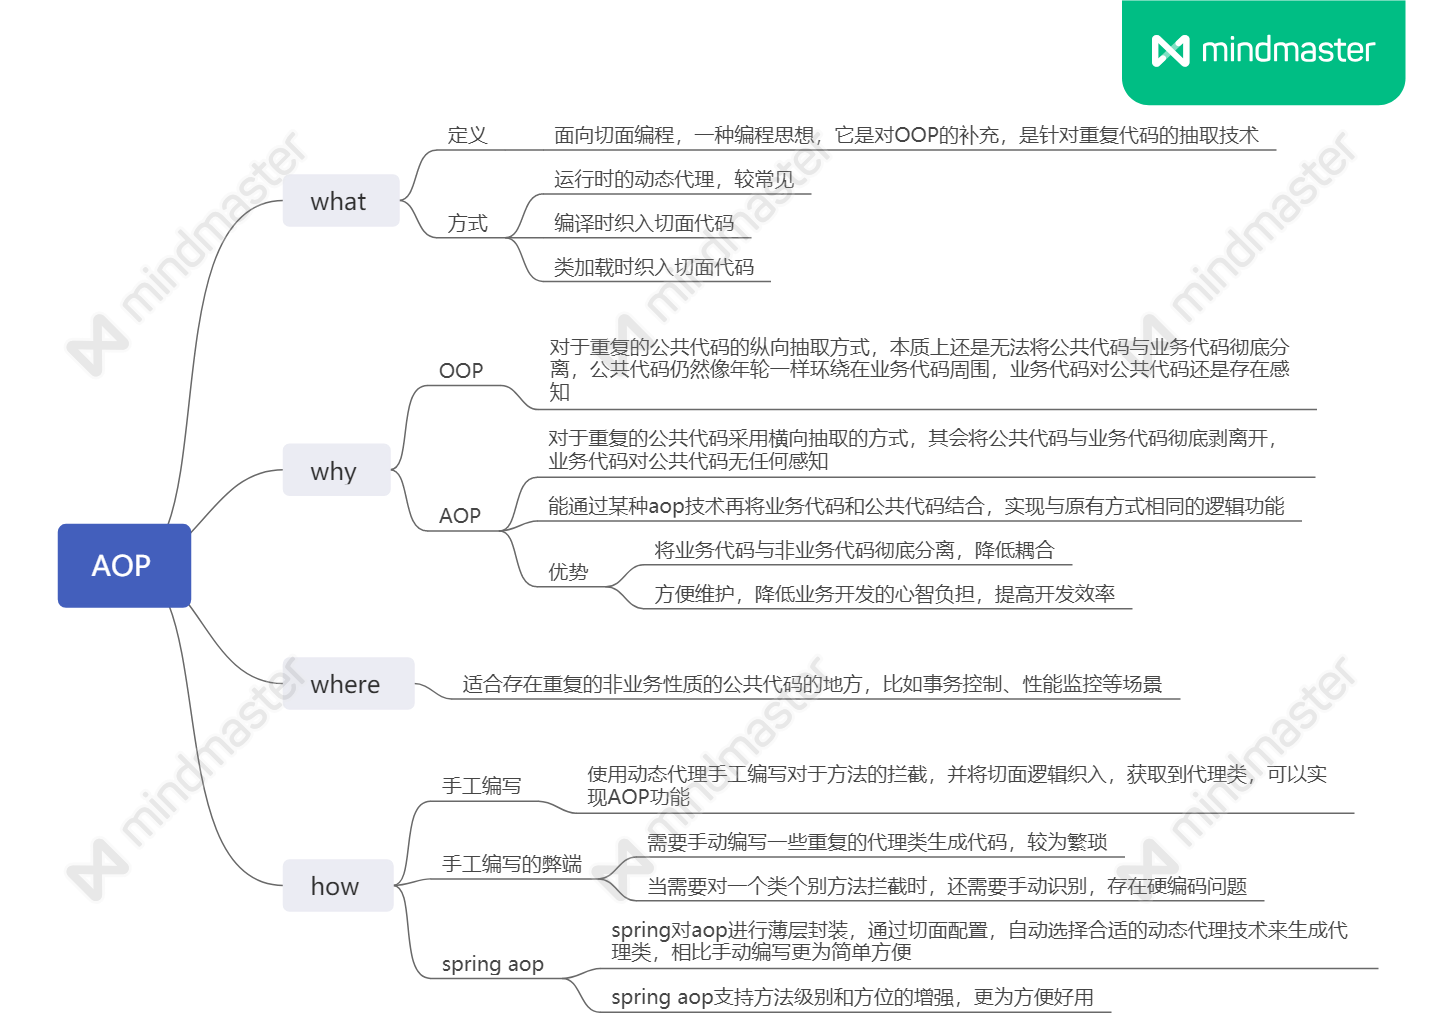 mindmaster
AOP
what
定义
面向切面编程，一种编程思想，它是对OOP的补充，是针对重复代码的抽取技术
方式
运行时的动态代理，较常见
编译时织入切面代码
类加载时织入切面代码
why
OOP
对于重复的公共代码的纵向抽取方式，本质上还是无法将公共代码与业务代码彻底分
离，公共代码仍然像年轮一样环绕在业务代码周围，业务代码对公共代码还是存在感
知
AOP
对于重复的公共代码采用横向抽取的方式，其会将公共代码与业务代码彻底剥离开，
业务代码对公共代码无任何感知
能通过某种aop技术再将业务代码和公共代码结合，实现与原有方式相同的逻辑功能
优势
将业务代码与非业务代码彻底分离，降低耦合
方便维护，降低业务开发的心智负担，提高开发效率
where
适合存在重复的非业务性质的公共代码的地方，比如事务控制、性能监控等场景
how
手工编写
使用动态代理手工编写对于方法的拦截，并将切面逻辑织入，获取到代理类，可以实
现AOP功能
手工编写的弊端
需要手动编写一些重复的代理类生成代码，较为繁琐
当需要对一个类个别方法拦截时，还需要手动识别，存在硬编码问题
spring aop
spring对aop进行薄层封装，通过切面配置，自动选择合适的动态代理技术来生成代
理类，相比手动编写更为简单方便
spring aop支持方法级别和方位的增强，更为方便好用
mindmaster
mindmaster
mindmaster
mindmaster
mindmaster
mindmaster